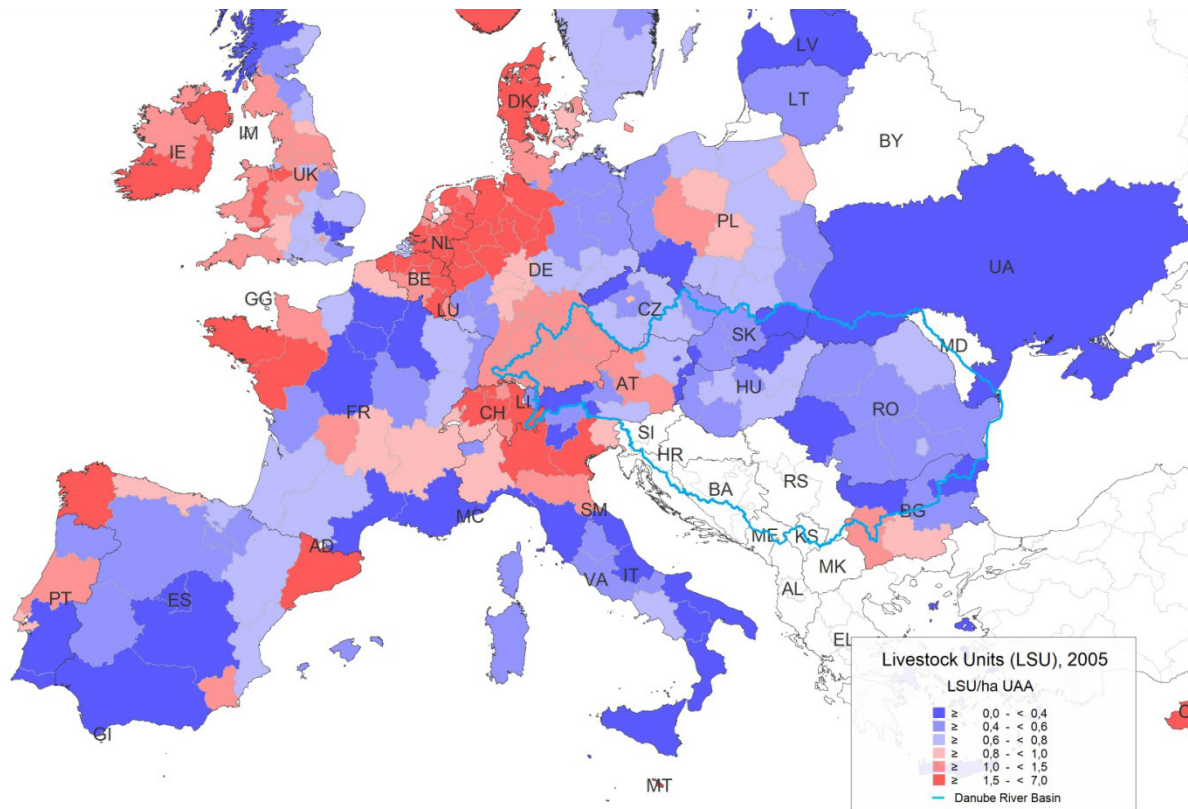 LV
LT
DK
BY
IM
IE
UK
NL
PL
DE
BE
UA
GG
LU
CZ
SK
MD
AT
HU
FR
CH
LI
RO
SI
HR
RS
BA
SM
MC
BG
ME
KS
AD
IT
VA
MK
AL
PT
ES
EL
GI
MT
C
Livestock Units (LSU), 2005
LSU/ha UAA
≥ 0,0 - < 0,4
≥ 0,4 - < 0,6
≥ 0,6 - < 0,8
≥ 0,8 - < 1,0
≥ 1,0 - < 1,5
≥ 1,5 - < 7,0
Danube River Basin